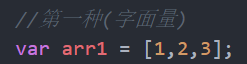 //第一种(字面量)
var arr1 = [1,2,3];